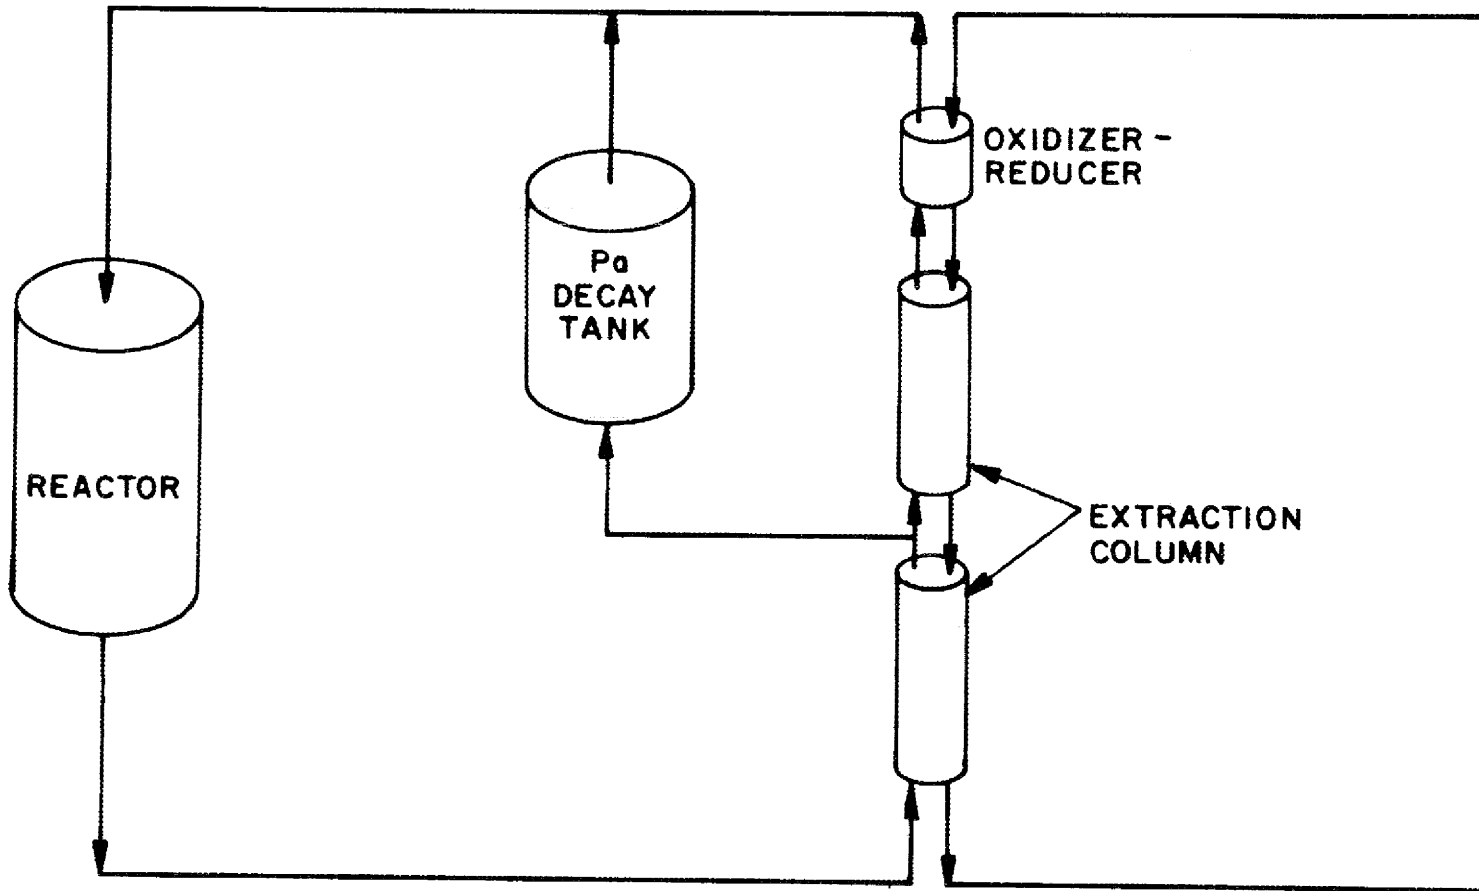 OXIDIZER -
REDUCER
Pa
DECAY
TANK
REACTOR
EXTRACTION
COLUMN